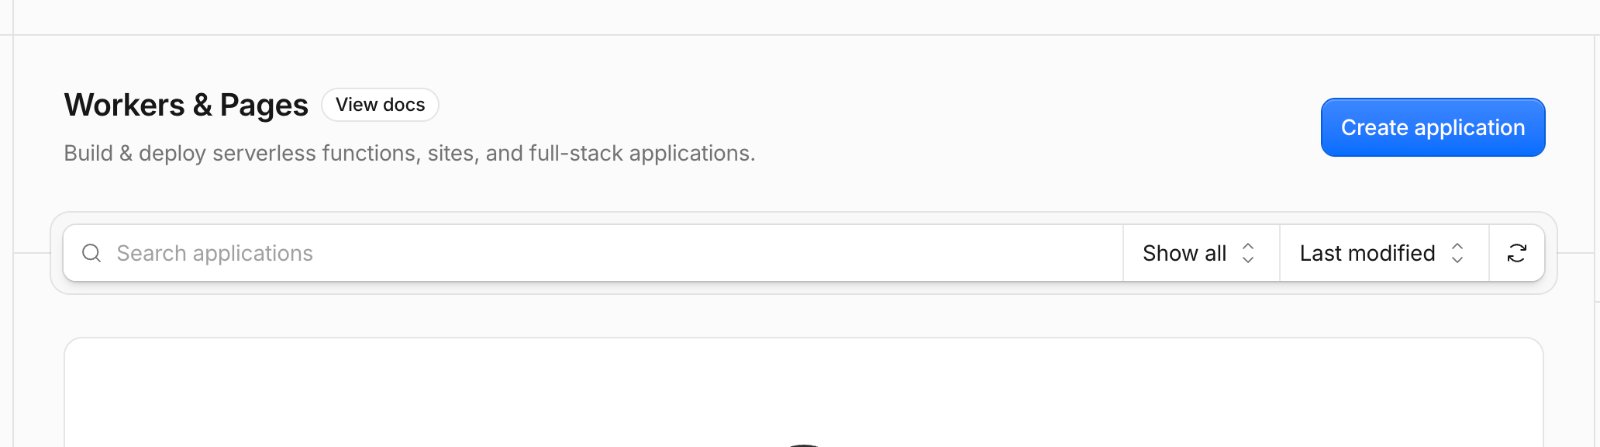 Workers & Pages View docs
Build & deploy serverless functions, sites, and full-stack applications.
Create application
Search applications Show all Last modified